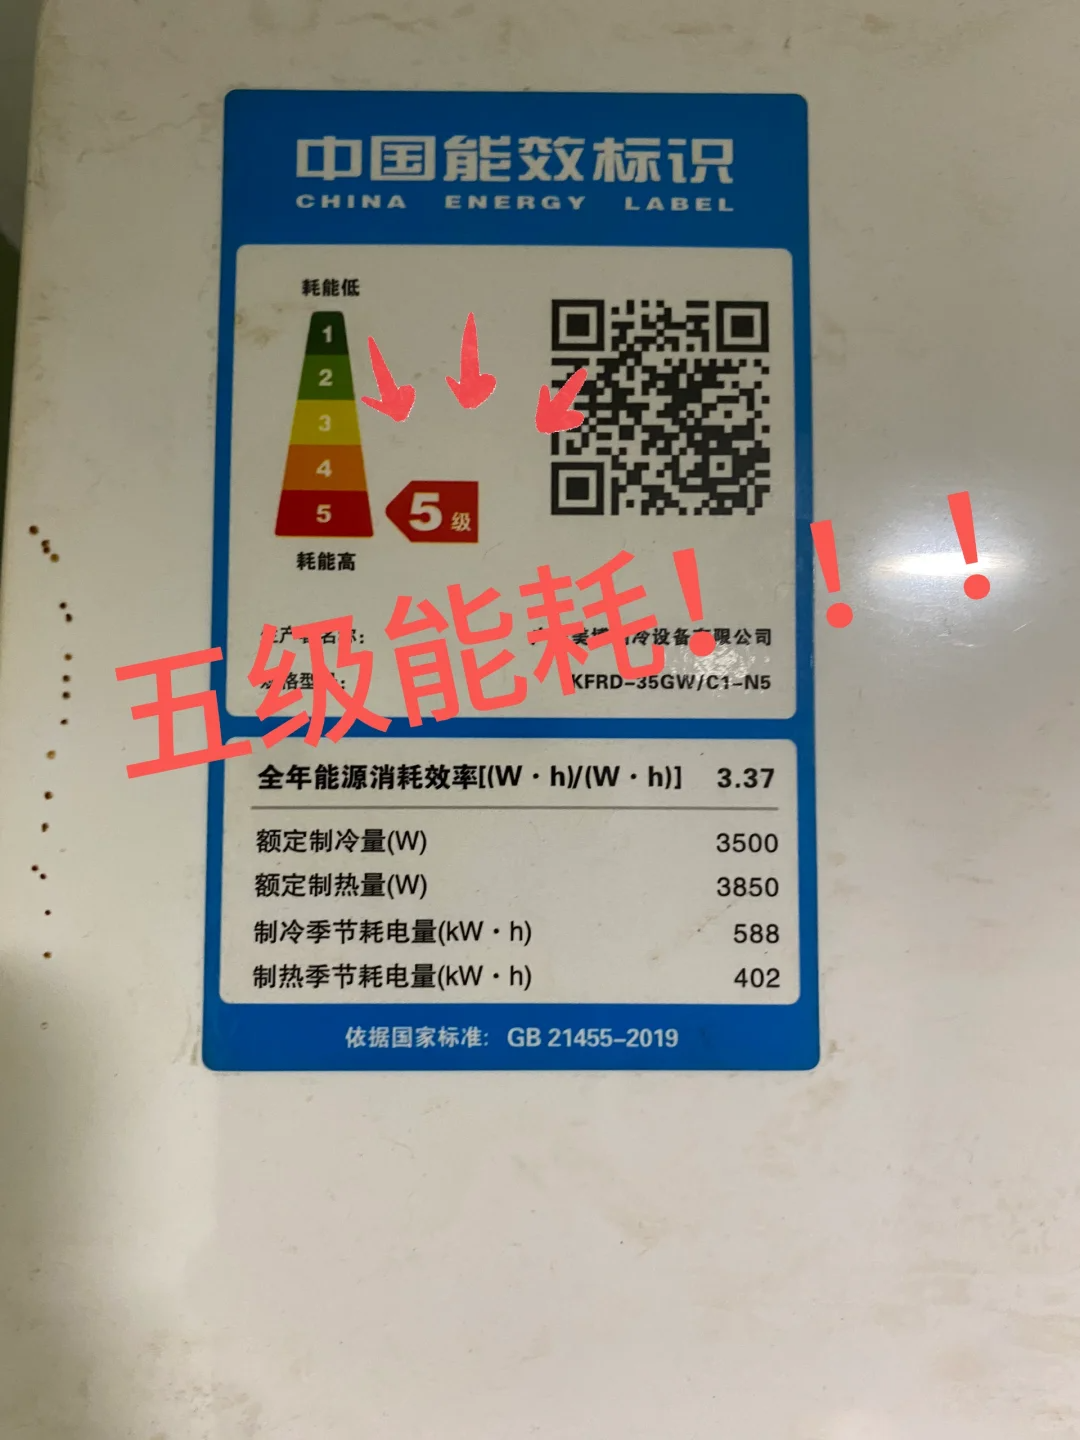 中国能效标识
CHINA ENERGY LABEL
耗能低
1
2
3
4
5
5级
耗能高
五级能耗！！！
冷设备有限公司
KFRD-35GW/C1-N5
全年能源消耗效率[(W·h)/(W·h)] 3.37
额定制冷量(W) 3500
额定制热量(W) 3850
制冷季节耗电量(kW·h) 588
制热季节耗电量(kW·h) 402
依据国家标准: GB 21455-2019